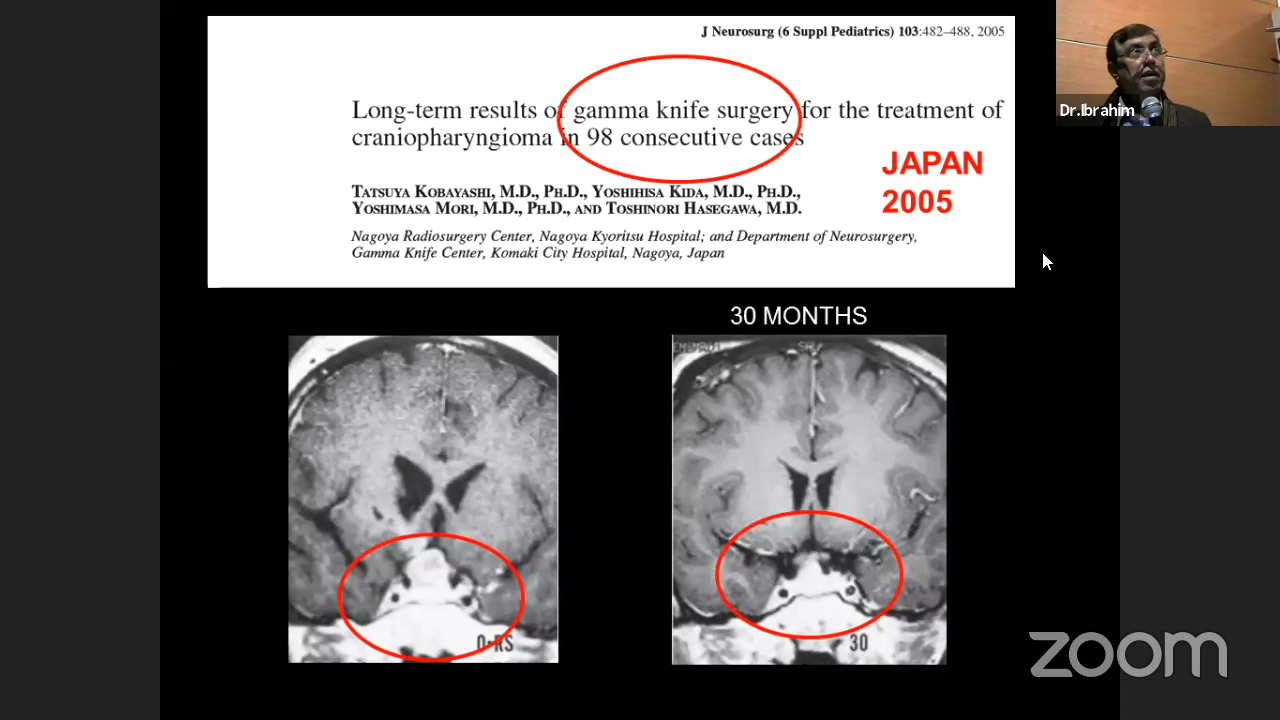 J Neurosurg (6 Suppl Pediatrics) 103:482–488, 2005
Long-term results of gamma knife surgery for the treatment of
craniopharyngioma in 98 consecutive cases
TATSUYA KOBAYASHI, M.D., PH.D., YOSHIHISA KIDA, M.D., PH.D.,
YOSHIMASA MORI, M.D., PH.D., AND TOSHINORI HASEGAWA, M.D.
Nagoya Radiosurgery Center, Nagoya Kyoritsu Hospital; and Department of Neurosurgery,
Gamma Knife Center, Komaki City Hospital, Nagoya, Japan
JAPAN
2005
Dr.Ibrahim
30 MONTHS
30
zoom